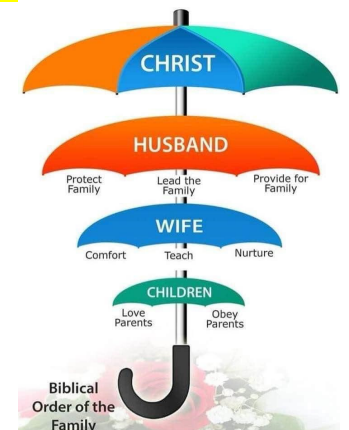 CHRIST
HUSBAND
Protect
Family
Lead the
Family
Provide for
Family
WIFE
Comfort
Teach
Nurture
CHILDREN
Love
Parents
Obey
Parents
Biblical
Order of the
Family